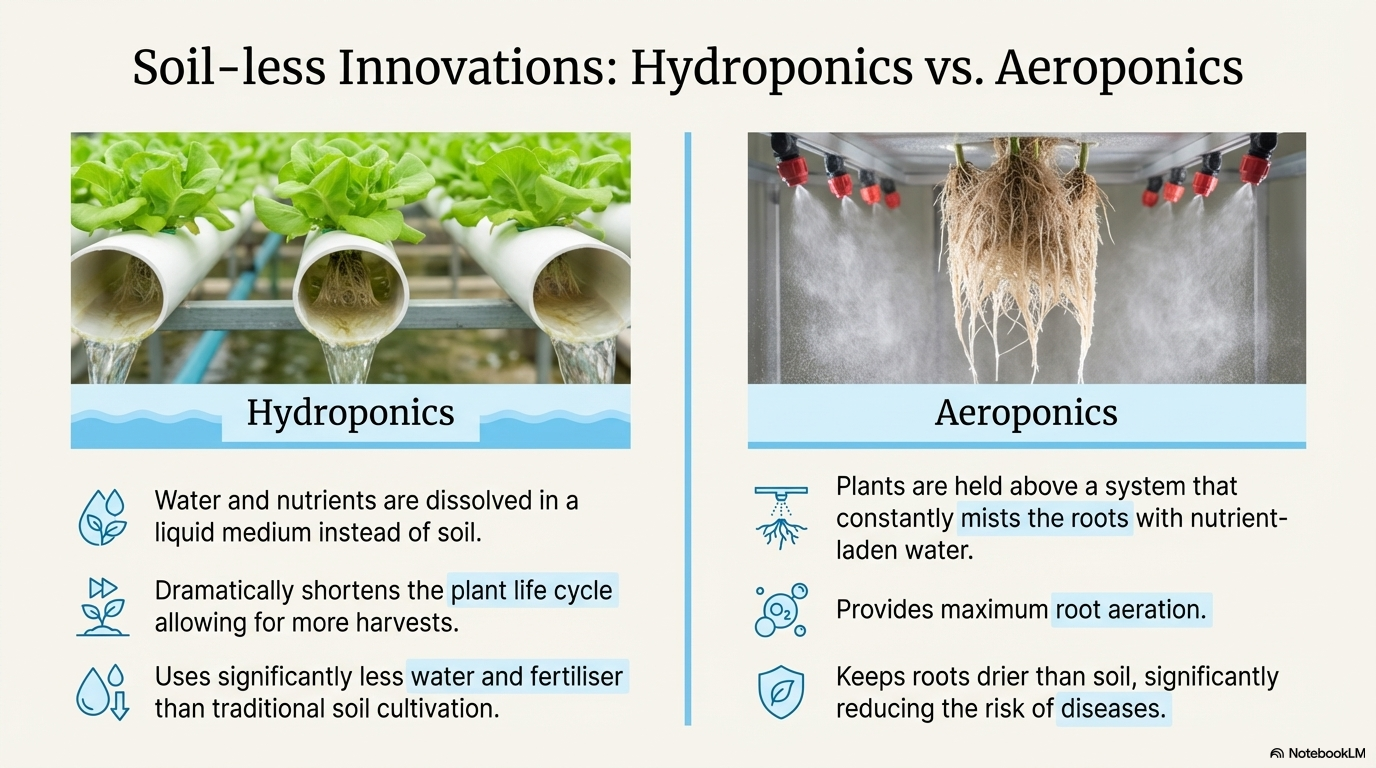 Soil-less Innovations: Hydroponics vs. Aeroponics
Hydroponics
Water and nutrients are dissolved in a
liquid medium instead of soil.
Dramatically shortens the plant life cycle
allowing for more harvests.
Uses significantly less water and fertiliser
than traditional soil cultivation.
Aeroponics
Plants are held above a system that
constantly mists the roots with nutrient-
laden water.
O₂
Provides maximum root aeration.
Keeps roots drier than soil, significantly
reducing the risk of diseases.
NotebookLM